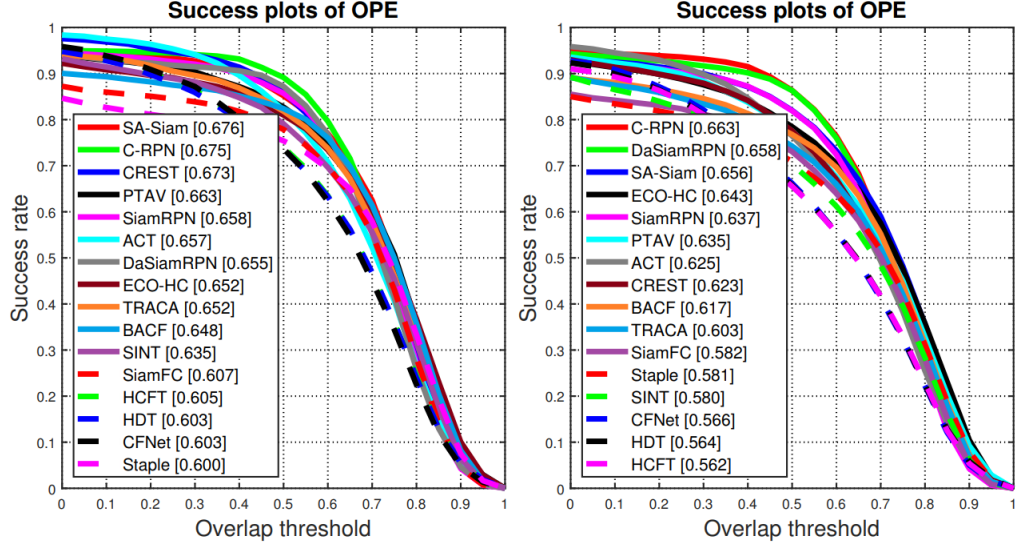 Success plots of OPE
Success rate
1
0.9
0.8
0.7
0.6
0.5
0.4
0.3
0.2
0.1
0
SA-Siam [0.676]
C-RPN [0.675]
CREST [0.673]
PTAV [0.663]
SiamRPN [0.658]
ACT [0.657]
DaSiamRPN [0.655]
ECO-HC [0.652]
TRACA [0.652]
BACF [0.648]
SINT [0.635]
SiamFC [0.607]
HCFT [0.605]
HDT [0.603]
CFNet [0.603]
Staple [0.600]
0 0.1 0.2 0.3 0.4 0.5 0.6 0.7 0.8 0.9 1
Overlap threshold
Success plots of OPE
Success rate
1
0.9
0.8
0.7
0.6
0.5
0.4
0.3
0.2
0.1
0
C-RPN [0.663]
DaSiamRPN [0.658]
SA-Siam [0.656]
ECO-HC [0.643]
SiamRPN [0.637]
PTAV [0.635]
ACT [0.625]
CREST [0.623]
BACF [0.617]
TRACA [0.603]
SiamFC [0.582]
Staple [0.581]
SINT [0.580]
CFNet [0.566]
HDT [0.564]
HCFT [0.562]
0 0.1 0.2 0.3 0.4 0.5 0.6 0.7 0.8 0.9 1
Overlap threshold